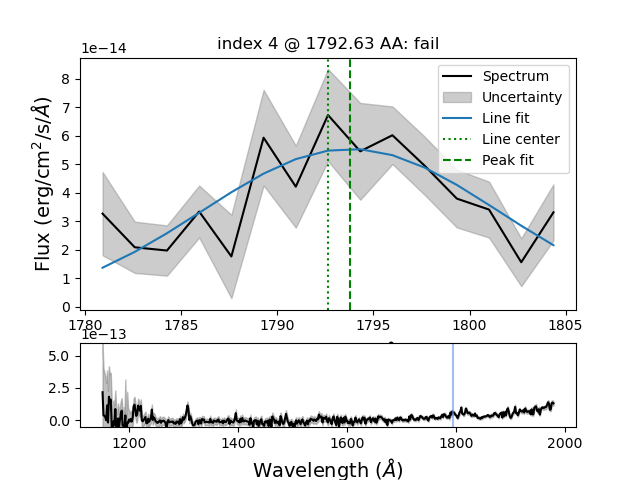 index 4 @ 1792.63 AA: fail
1e−14
8
7
6
5
4
3
2
1
0
Flux (erg/cm²/s/Å)
Spectrum
Uncertainty
Line fit
Line center
Peak fit
1780 1785 1790 1795 1800 1805
1e−13
5.0
2.5
0.0
1200 1400 1600 1800 2000
Wavelength (Å)